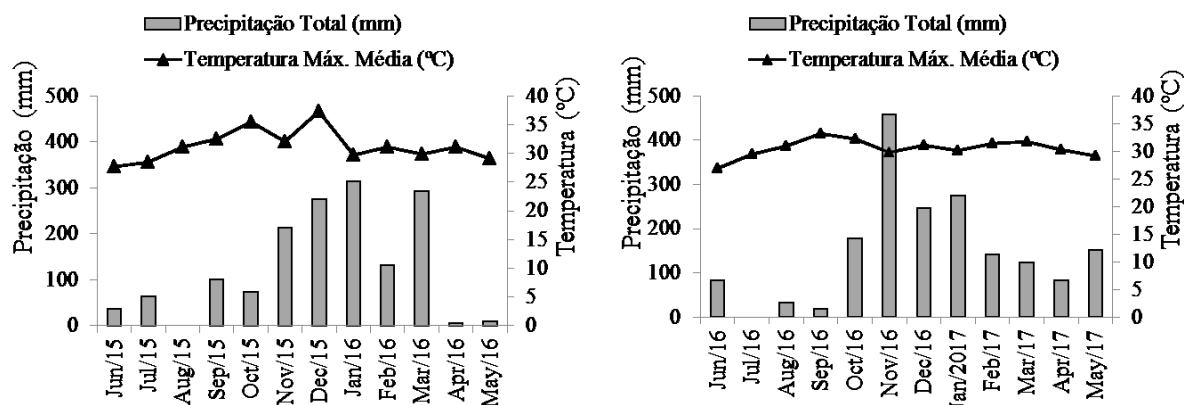 Precipitação Total (mm)
Temperatura Máx. Média (ºC)
Precipitação (mm)
500
400
300
200
100
0
40
35
30
25
20
15
10
5
0
Temperatura (ºC)
Jun/15
Jul/15
Aug/15
Sep/15
Oct/15
Nov/15
Dec/15
Jan/16
Feb/16
Mar/16
Apr/16
May/16
Precipitação Total (mm)
Temperatura Máx. Média (ºC)
Precipitação (mm)
500
400
300
200
100
0
40
35
30
25
20
15
10
5
0
Temperatura (ºC)
Jun/16
Jul/16
Aug/16
Sep/16
Oct/16
Nov/16
Dec/16
Jan/2017
Feb/17
Mar/17
Apr/17
May/17